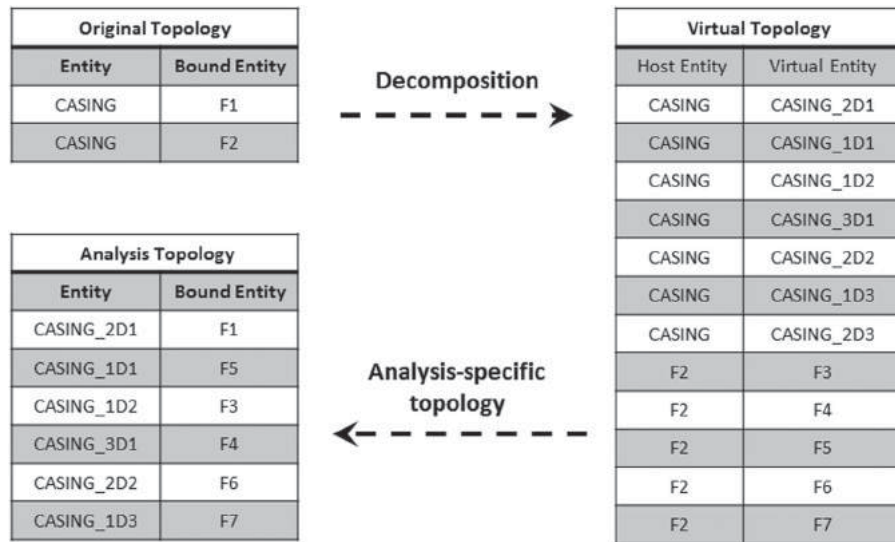 Original Topology
Entity Bound Entity
CASING F1
CASING F2
Decomposition
Virtual Topology
Host Entity Virtual Entity
CASING CASING_2D1
CASING CASING_1D1
CASING CASING_1D2
CASING CASING_3D1
CASING CASING_2D2
CASING CASING_1D3
CASING CASING_2D3
F2 F3
F2 F4
F2 F5
F2 F6
F2 F7
Analysis-specific
topology
Analysis Topology
Entity Bound Entity
CASING_2D1 F1
CASING_1D1 F5
CASING_1D2 F3
CASING_3D1 F4
CASING_2D2 F6
CASING_1D3 F7